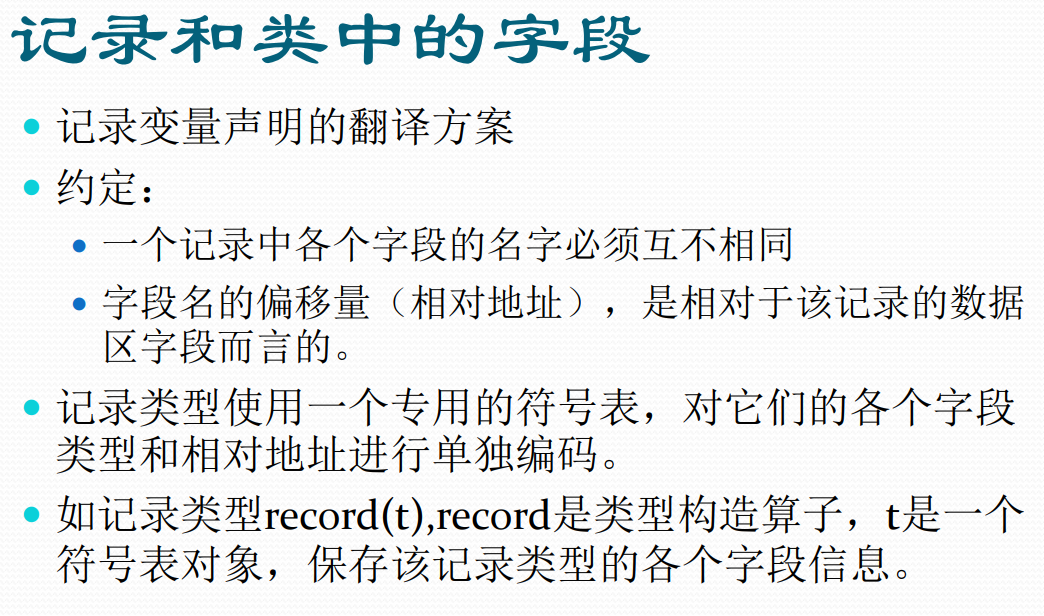 记录和类中的字段
记录变量声明的翻译方案
约定：
一个记录中各个字段的名字必须互不相同
字段名的偏移量（相对地址），是相对于该记录的数据
区字段而言的。
记录类型使用一个专用的符号表，对它们的各个字段
类型和相对地址进行单独编码。
如记录类型record(t),record是类型构造算子，t是一个
符号表对象，保存该记录类型的各个字段信息。